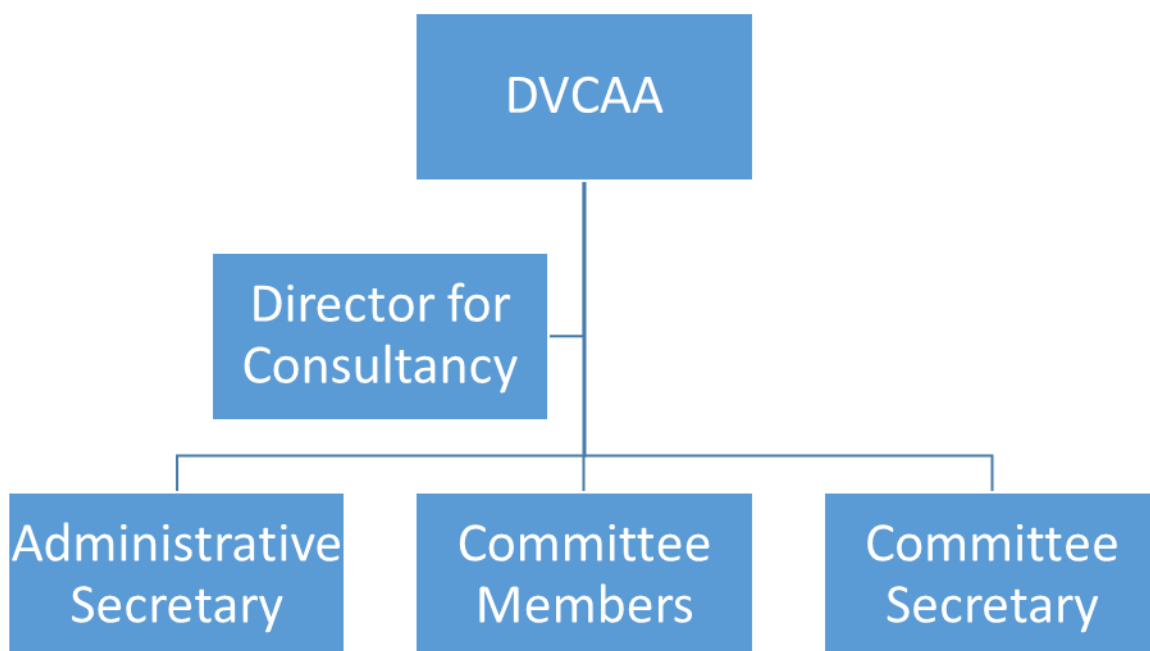 DVCAA
Director for
Consultancy
Administrative
Secretary
Committee
Members
Committee
Secretary